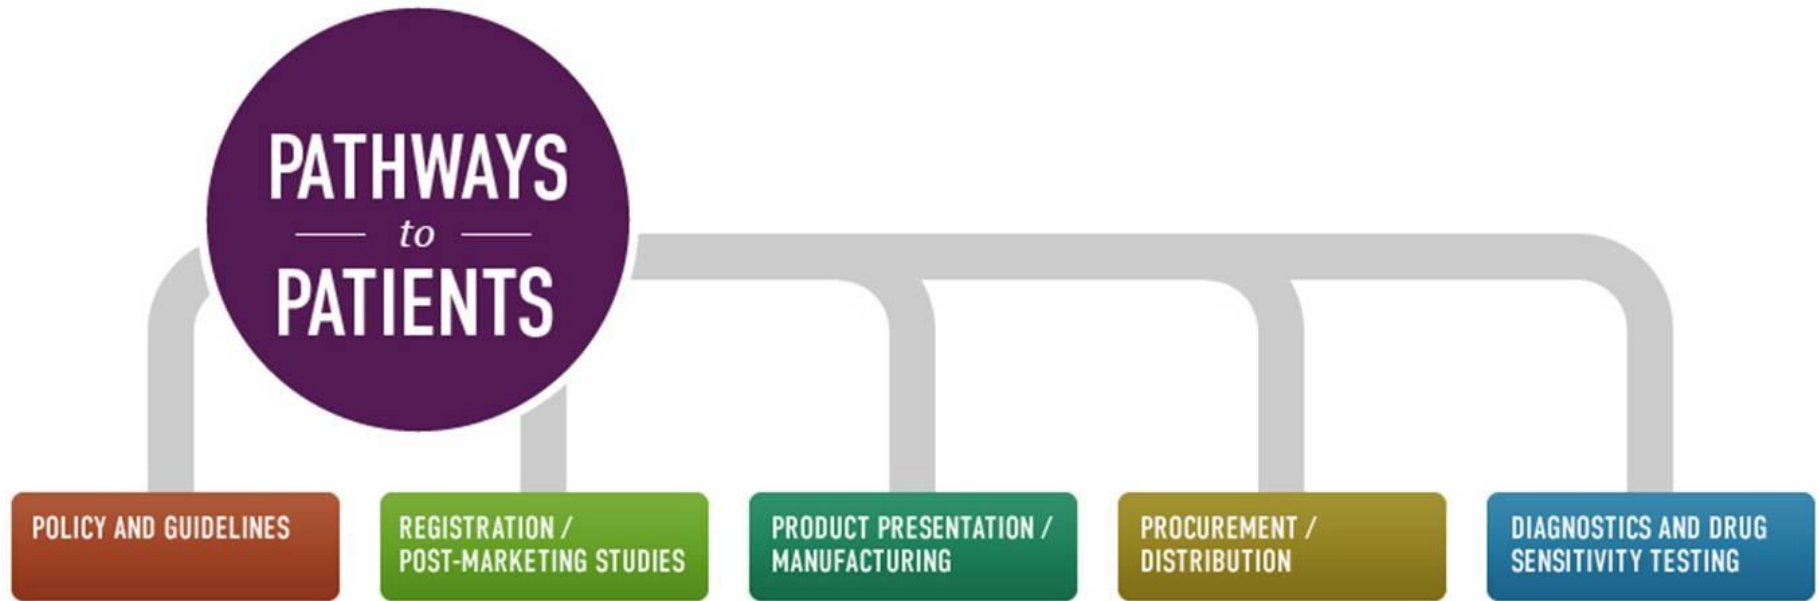 PATHWAYS
to
PATIENTS
POLICY AND GUIDELINES
REGISTRATION /
POST-MARKETING STUDIES
PRODUCT PRESENTATION /
MANUFACTURING
PROCUREMENT /
DISTRIBUTION
DIAGNOSTICS AND DRUG
SENSITIVITY TESTING